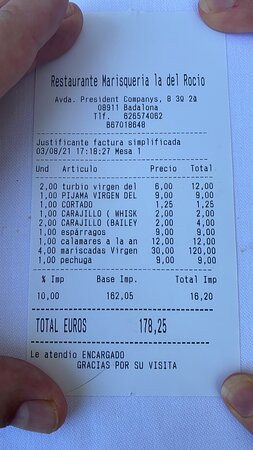 Restaurante Marisqueria la del Rocio
Avda. President Companys, 8 3Q 2Q
08911 Badalona
Tlf. 626574062
B67018648
Justificante factura simplificada
03/08/21 17:18:27 Mesa 1
Und Articulo Precio Total
2,00 turbio virgen del 6,00 12,00
1,00 PIJAMA VIRGEN DEL 9,00 9,00
1,00 CORTADO 1,25 1,25
1,00 CARAJILLO ( WHISK 2,00 2,00
2,00 CARAJILLO (BAILEY 2,00 4,00
1,00 espárragos 9,00 9,00
1,00 calamares a la an 12,00 12,00
4,00 mariscadas Virgen 30,00 120,00
1,00 pechuga 9,00 9,00
% Imp Base Imp. Total Imp
10,00 162,05 16,20
TOTAL EUROS 178,25
Le atendio ENCARGADO
GRACIAS POR SU VISITA